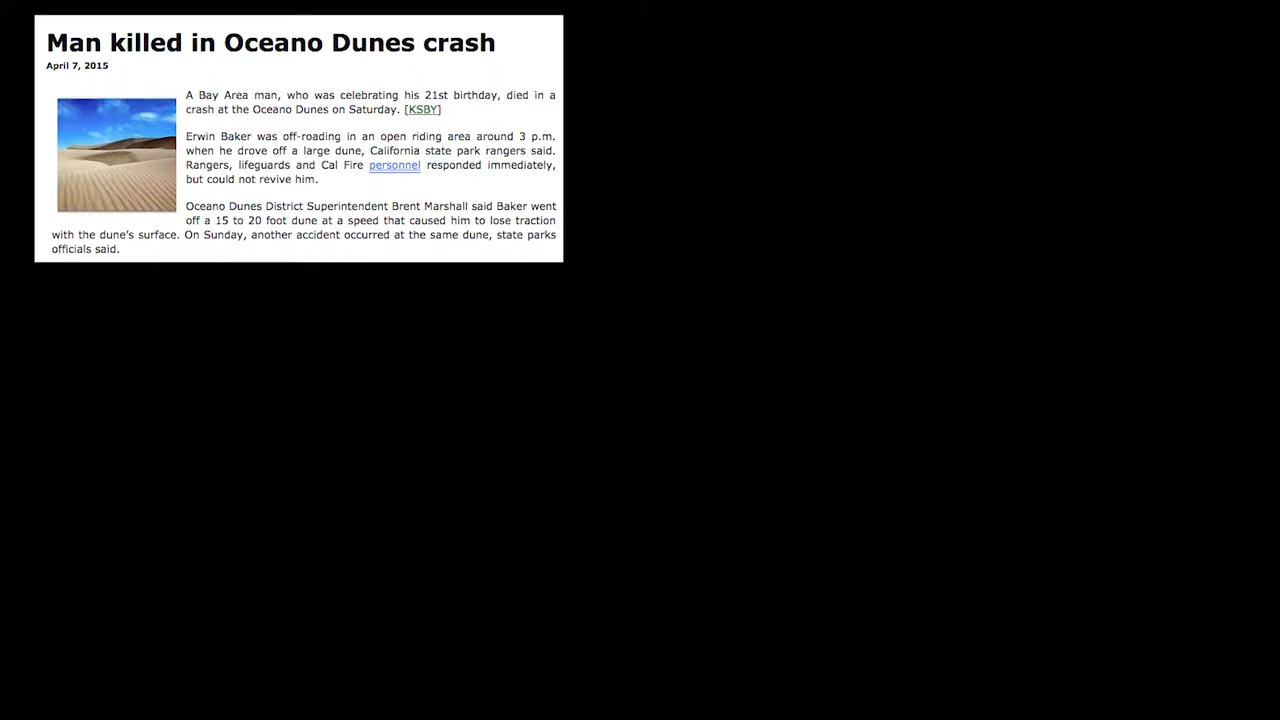 Man killed in Oceano Dunes crash
April 7, 2015
A Bay Area man, who was celebrating his 21st birthday, died in a
crash at the Oceano Dunes on Saturday. [KSBY]
Erwin Baker was off-roading in an open riding area around 3 p.m.
when he drove off a large dune, California state park rangers said.
Rangers, lifeguards and Cal Fire personnel responded immediately,
but could not revive him.
Oceano Dunes District Superintendent Brent Marshall said Baker went
off a 15 to 20 foot dune at a speed that caused him to lose traction
with the dune’s surface. On Sunday, another accident occurred at the same dune, state parks
officials said.